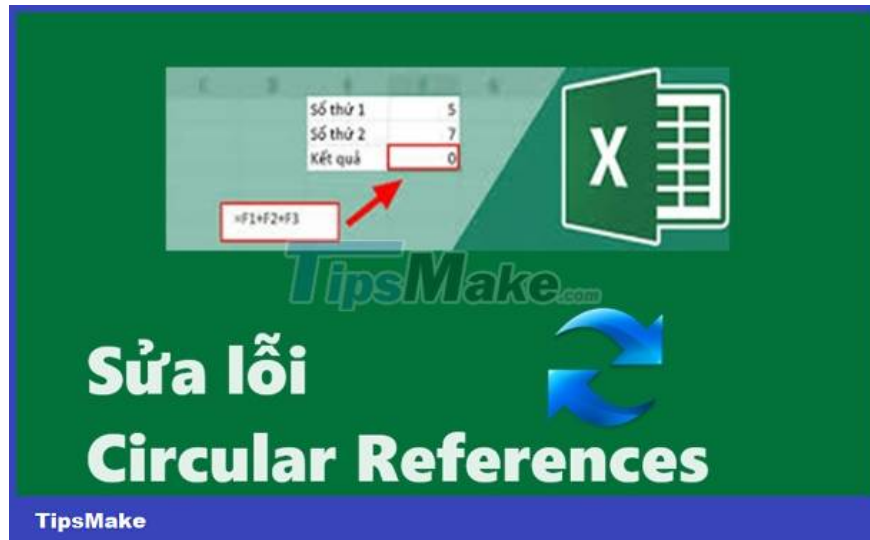 Số thứ 1 5
Số thứ 2 7
Kết quả 0
=F1+F2+F3
X
TipsMake.com
Sửa lỗi
Circular References
TipsMake